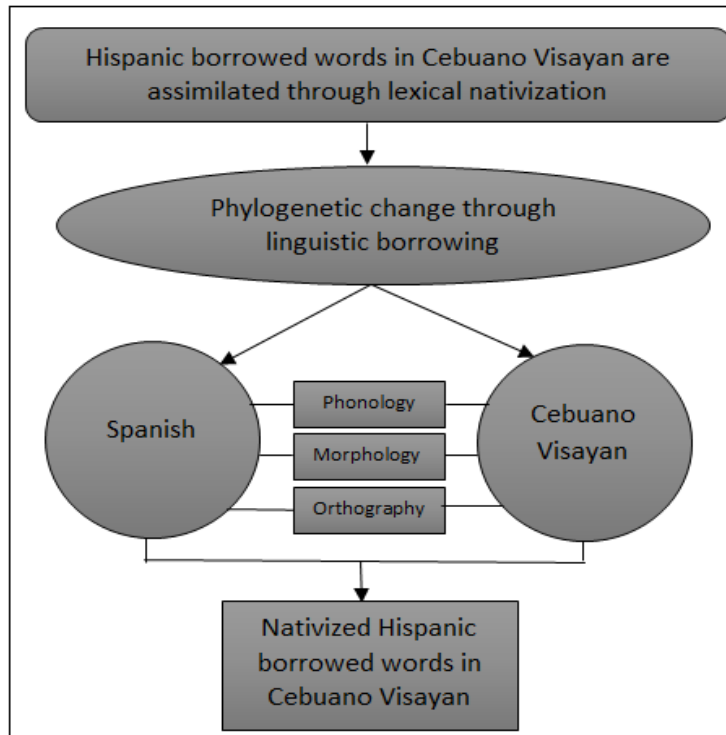 Hispanic borrowed words in Cebuano Visayan are
assimilated through lexical nativization
Phylogenetic change through
linguistic borrowing
Spanish
Phonology
Morphology
Orthography
Cebuano
Visayan
Nativized Hispanic
borrowed words in
Cebuano Visayan